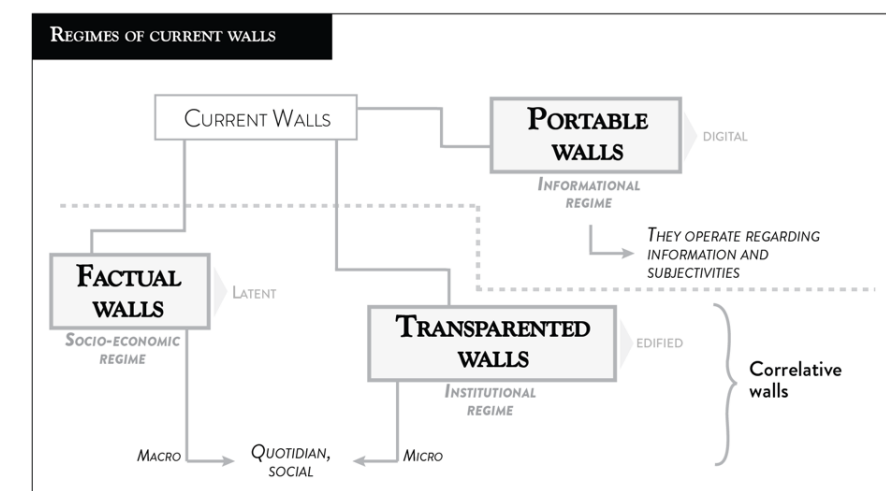 Regimes of current walls
Current Walls
Portable
walls
digital
Informational
regime
They operate regarding
information and
subjectivities
Factual
walls
Latent
Socio-economic
regime
Transparented
walls
edified
Institutional
regime
Correlative
walls
Macro
Quotidian,
social
Micro